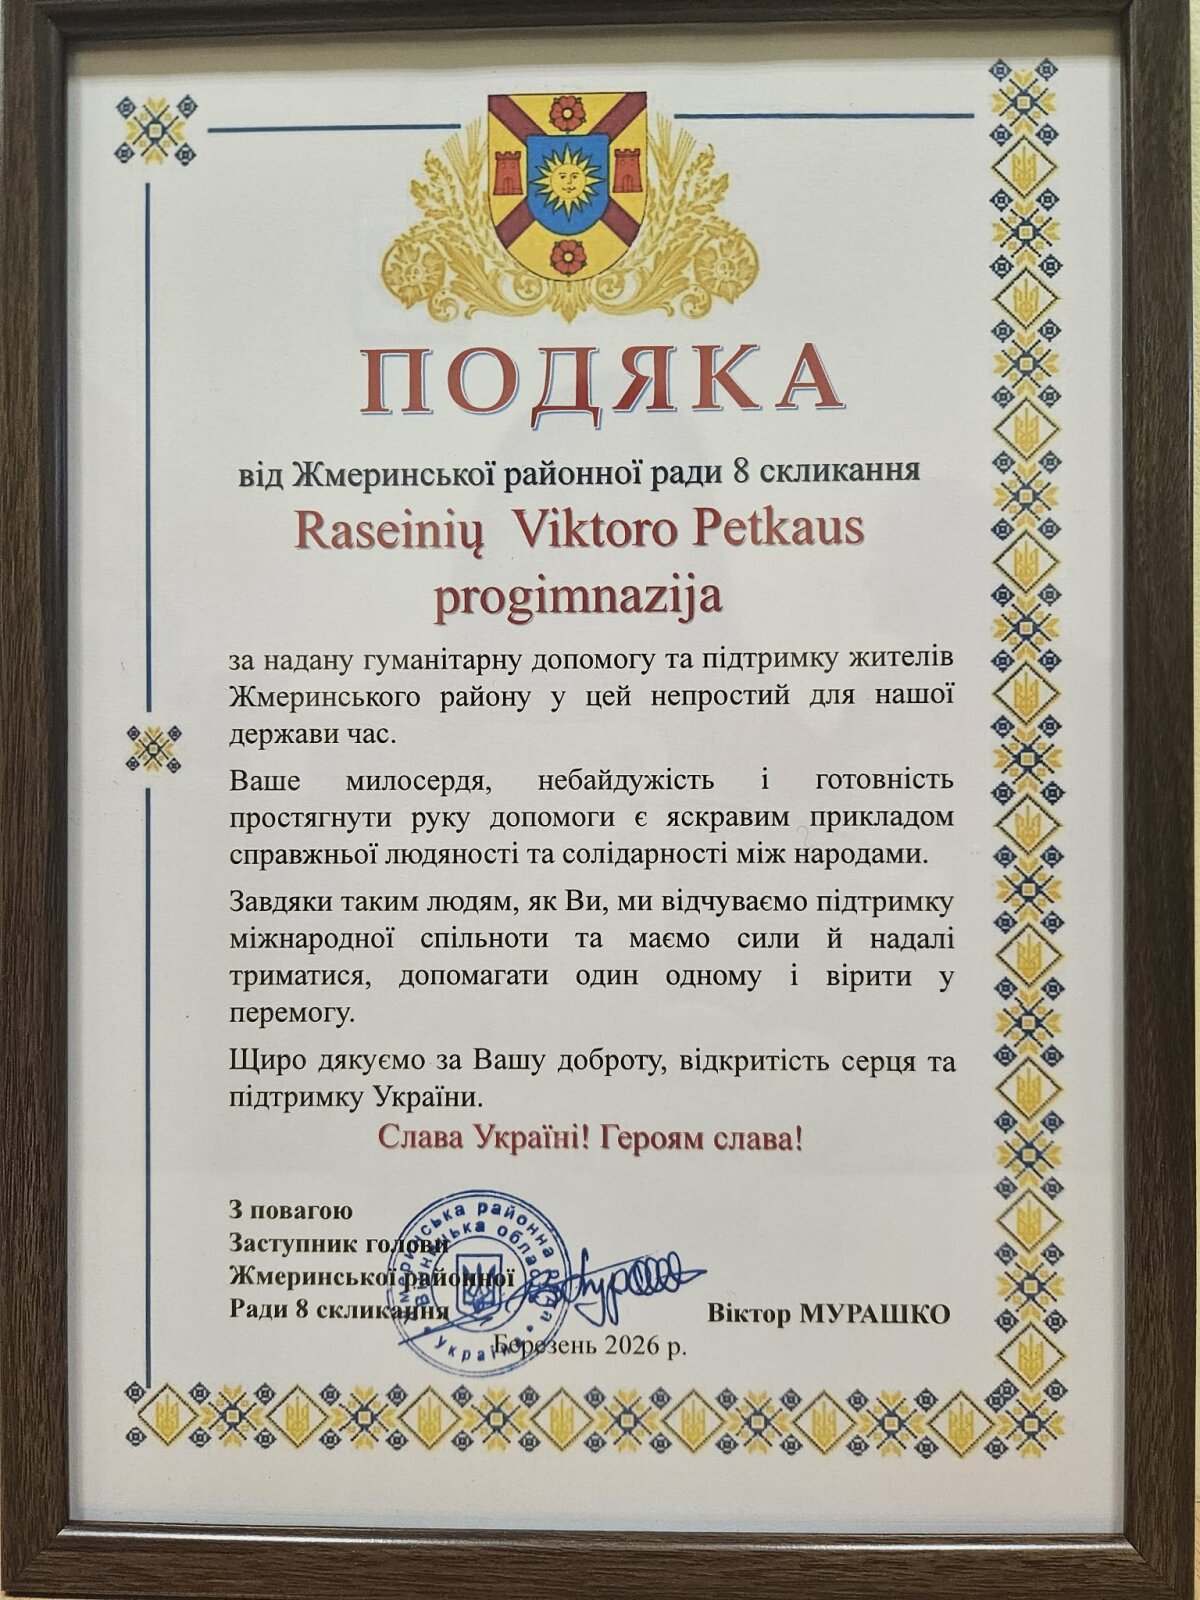 ПОДЯКА
від Жмеринської районної ради 8 скликання
Raseinių Viktoro Petkaus
progimnazija
за надану гуманітарну допомогу та підтримку жителів
Жмеринського району у цей непростий для нашої
держави час.
Ваше милосердя, небайдужість і готовність
простягнути руку допомоги є яскравим прикладом
справжньої людяності та солідарності між народами.
Завдяки таким людям, як Ви, ми відчуваємо підтримку
міжнародної спільноти та маємо сили й надалі
триматися, допомагати один одному і вірити у
перемогу.
Щиро дякуємо за Вашу доброту, відкритість серця та
підтримку України.
Слава Україні! Героям слава!
З повагою
Заступник голови
Жмеринської районної
Ради 8 скликання
Віктор МУРАШКО
Березень 2026 р.